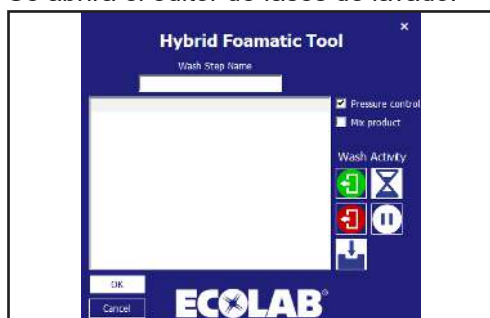 Se abrirá el editor de fases de lavado.
Hybrid Foamatic Tool
×
Wash Step Name
Pressure control
Mix product
Wash Activity
OK
Cancel
ECOLAB®